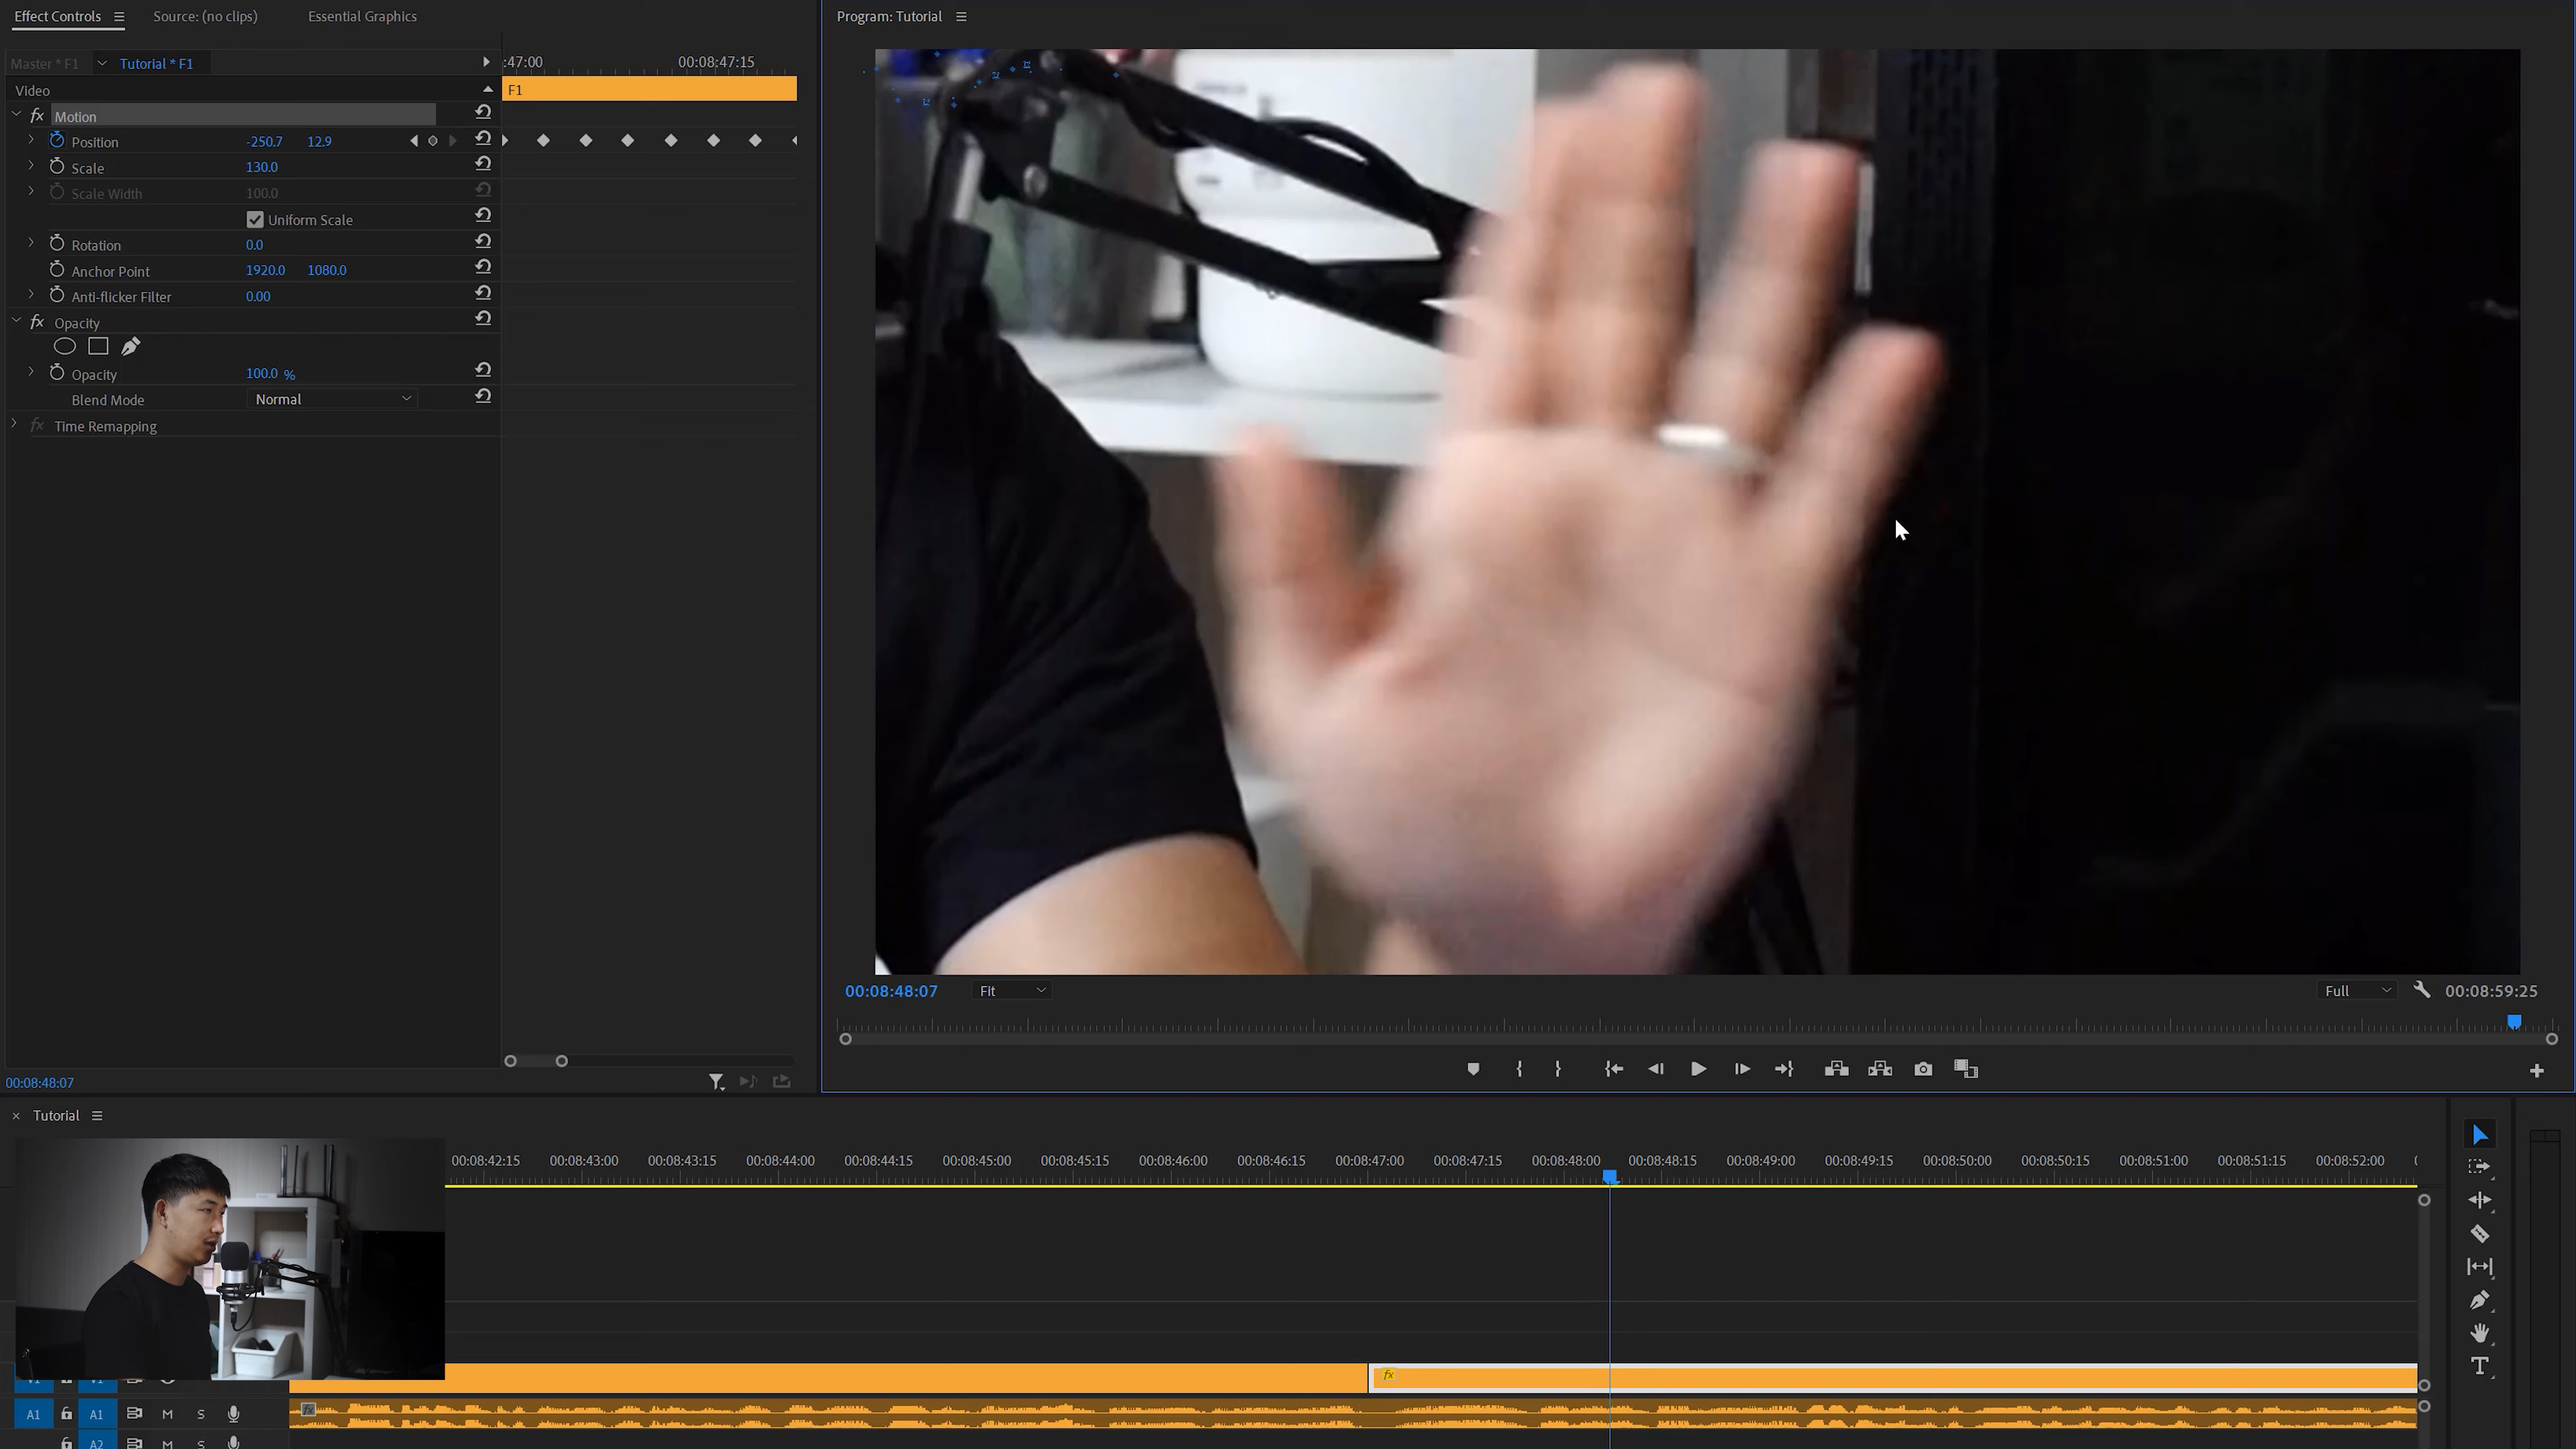 Effect Controls Source: (no clips) Essential Graphics
Program: Tutorial
Master * F1 Tutorial * F1
:47:00 00:08:47:15
Video
F1
fx Motion
Position -250.7 12.9
Scale 130.0
Scale Width 100.0
Uniform Scale
Rotation 0.0
Anchor Point 1920.0 1080.0
Anti-flicker Filter 0.00
fx Opacity
Opacity 100.0 %
Blend Mode Normal
fx Time Remapping
00:08:48:07 Fit Full 00:08:59:25
00:08:48:07
× Tutorial
00:08:42:15 00:08:43:00 00:08:43:15 00:08:44:00 00:08:44:15 00:08:45:00 00:08:45:15 00:08:46:00 00:08:46:15 00:08:47:00 00:08:47:15 00:08:48:00 00:08:48:15 00:08:49:00 00:08:49:15 00:08:50:00 00:08:50:15 00:08:51:00 00:08:51:15 00:08:52:00
V1 V1 fx
A1 A1 M S fx
A2 M S